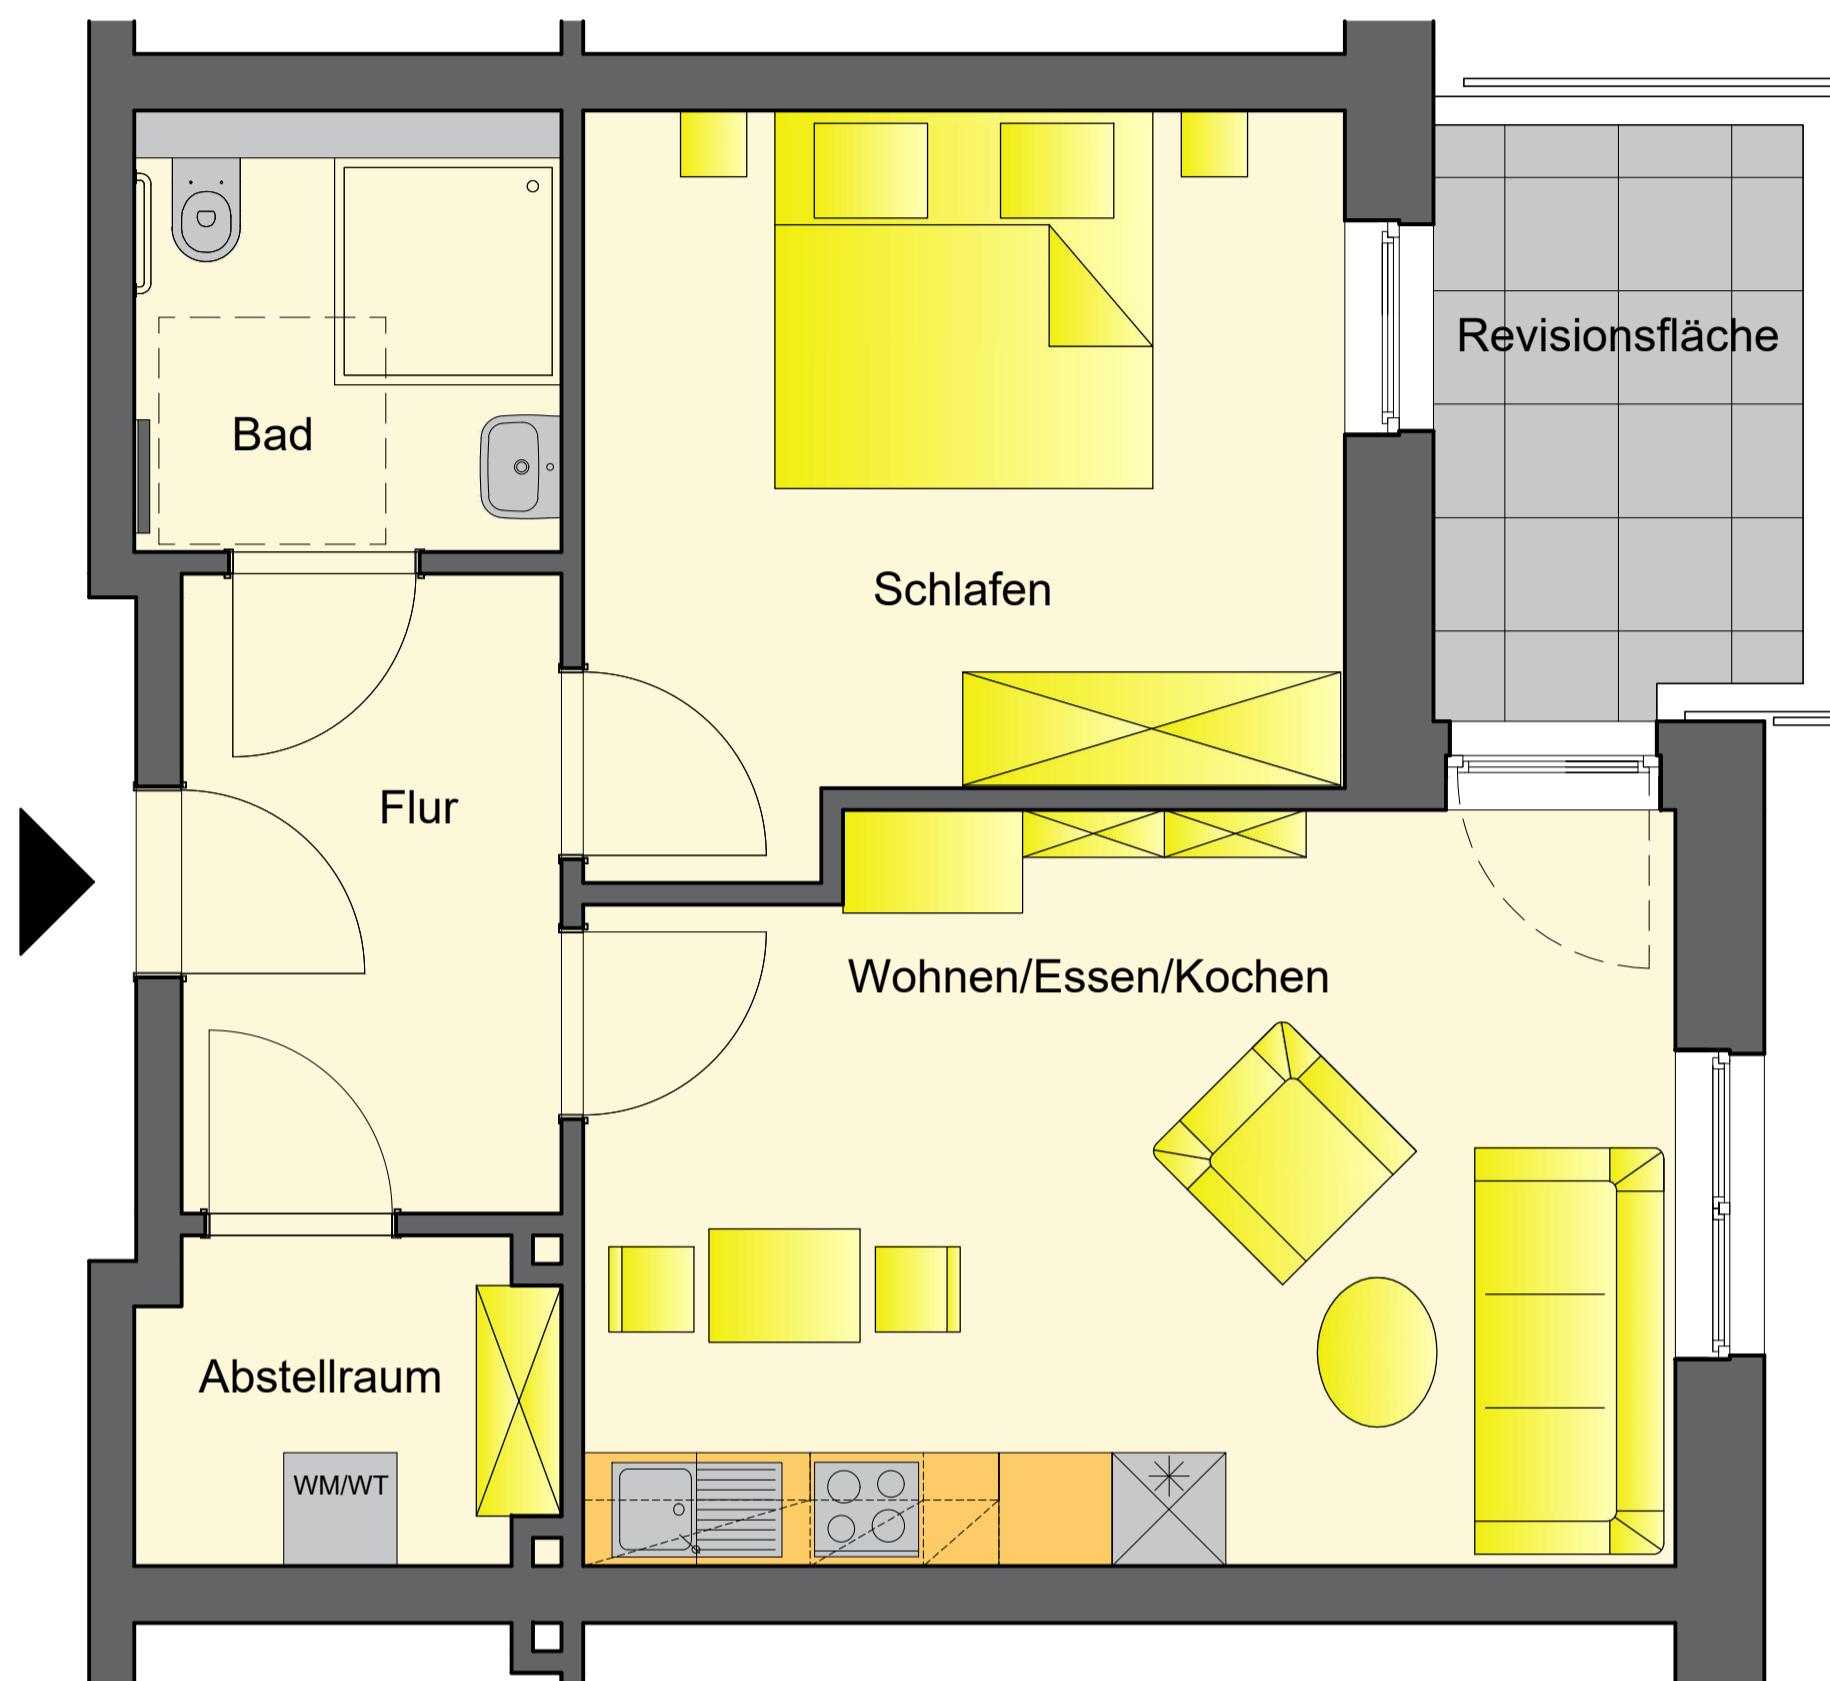 Revisionsfläche
Bad
Schlafen
Flur
Wohnen/Essen/Kochen
Abstellraum
WM/WT